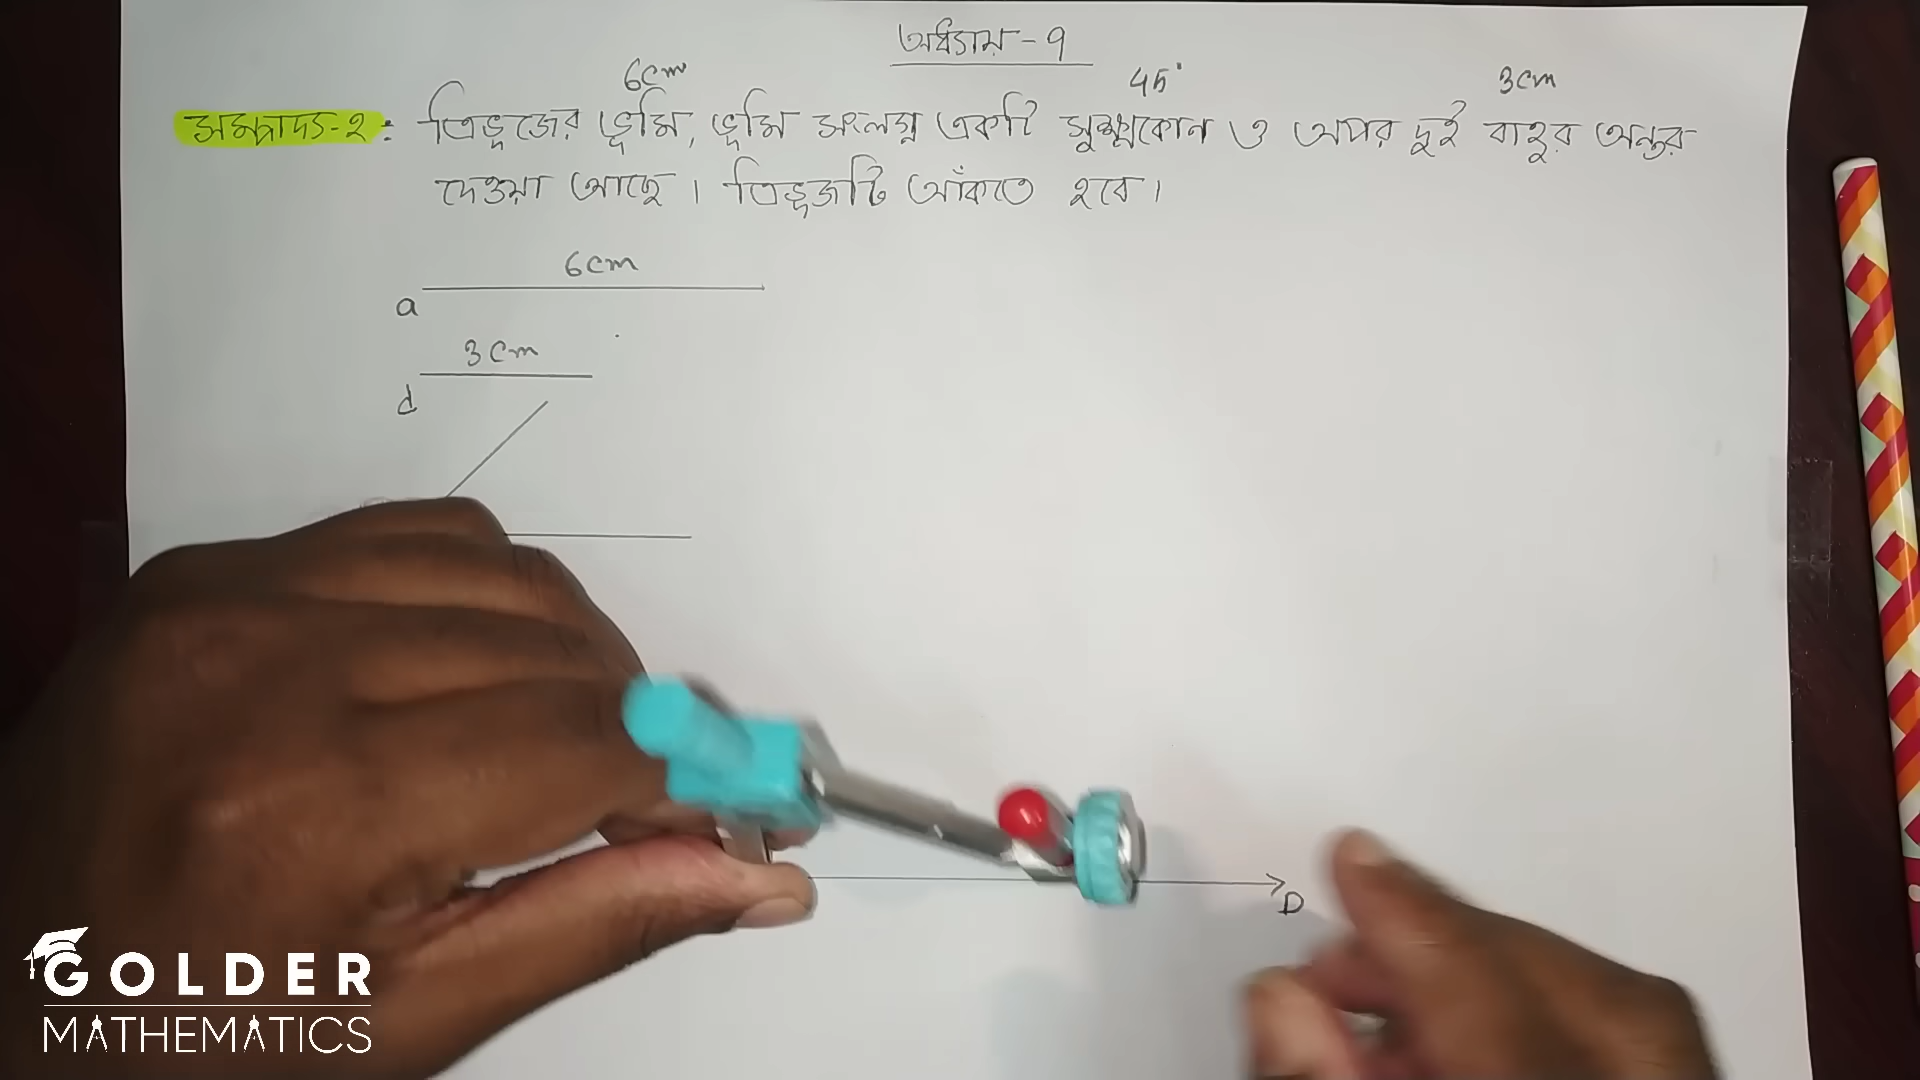 অধ্যায় - ৭
6cm 45° 3cm
সম্পাদ্য-২: ত্রিভুজের ভূমি, ভূমি সংলগ্ন একটি সূক্ষ্মকোন ও অপর দুই বাহুর অন্তর
দেওয়া আছে। ত্রিভুজটি আঁকতে হবে।
6cm
a
3cm
d
D
GOLDER
MATHEMATICS